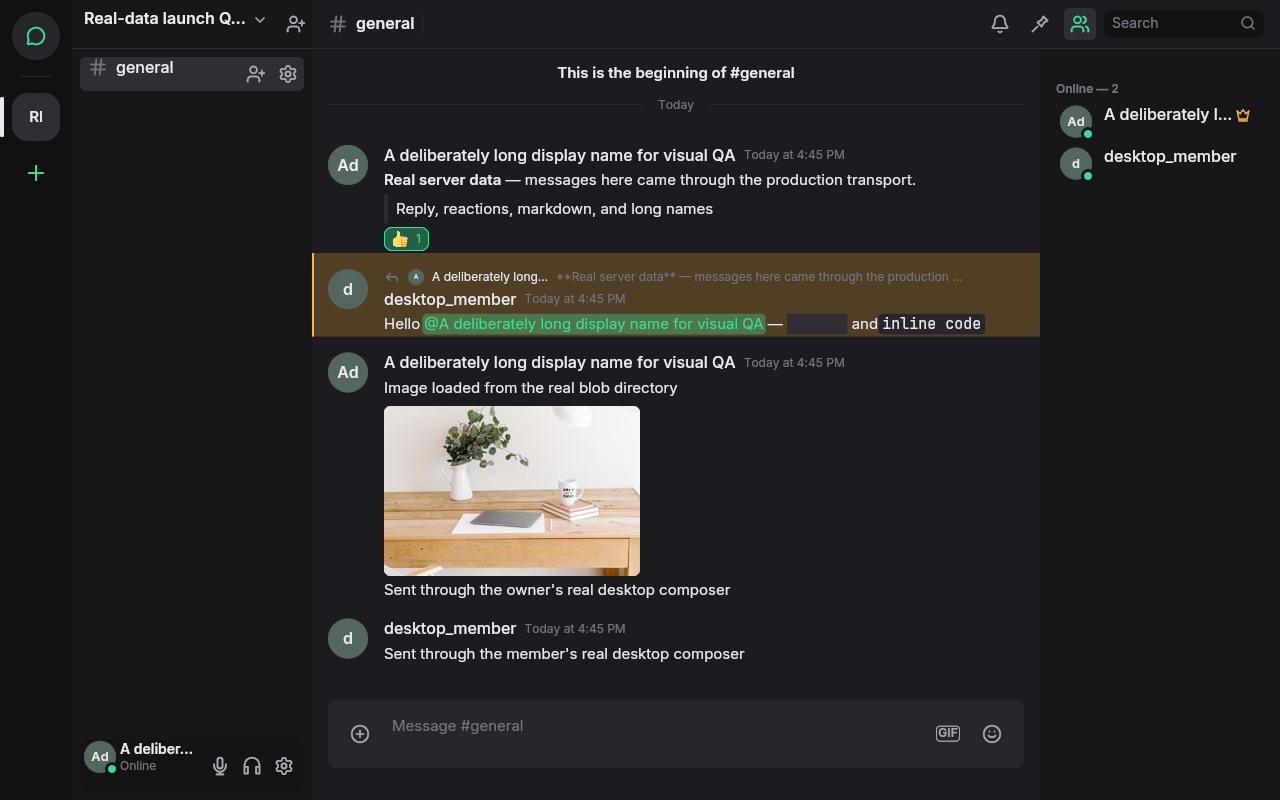 Real-data launch Q...
general
Search
RI
general
This is the beginning of #general
Today
Online — 2
Ad
A deliberately l...
d
desktop_member
Ad
A deliberately long display name for visual QA Today at 4:45 PM
Real server data — messages here came through the production transport.
Reply, reactions, markdown, and long names
1
A
A deliberately long... **Real server data** — messages here came through the production ...
d
desktop_member Today at 4:45 PM
Hello @A deliberately long display name for visual QA — and inline code
Ad
A deliberately long display name for visual QA Today at 4:45 PM
Image loaded from the real blob directory
Sent through the owner's real desktop composer
d
desktop_member Today at 4:45 PM
Sent through the member's real desktop composer
Message #general
GIF
Ad
A deliber...
Online